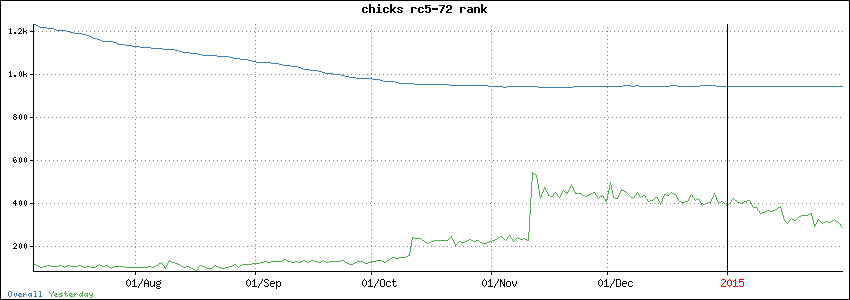 chicks rc5-72 rank
1.2k
1.0k
800
600
400
200
01/Aug 01/Sep 01/Oct 01/Nov 01/Dec 2015
Overall Yesterday